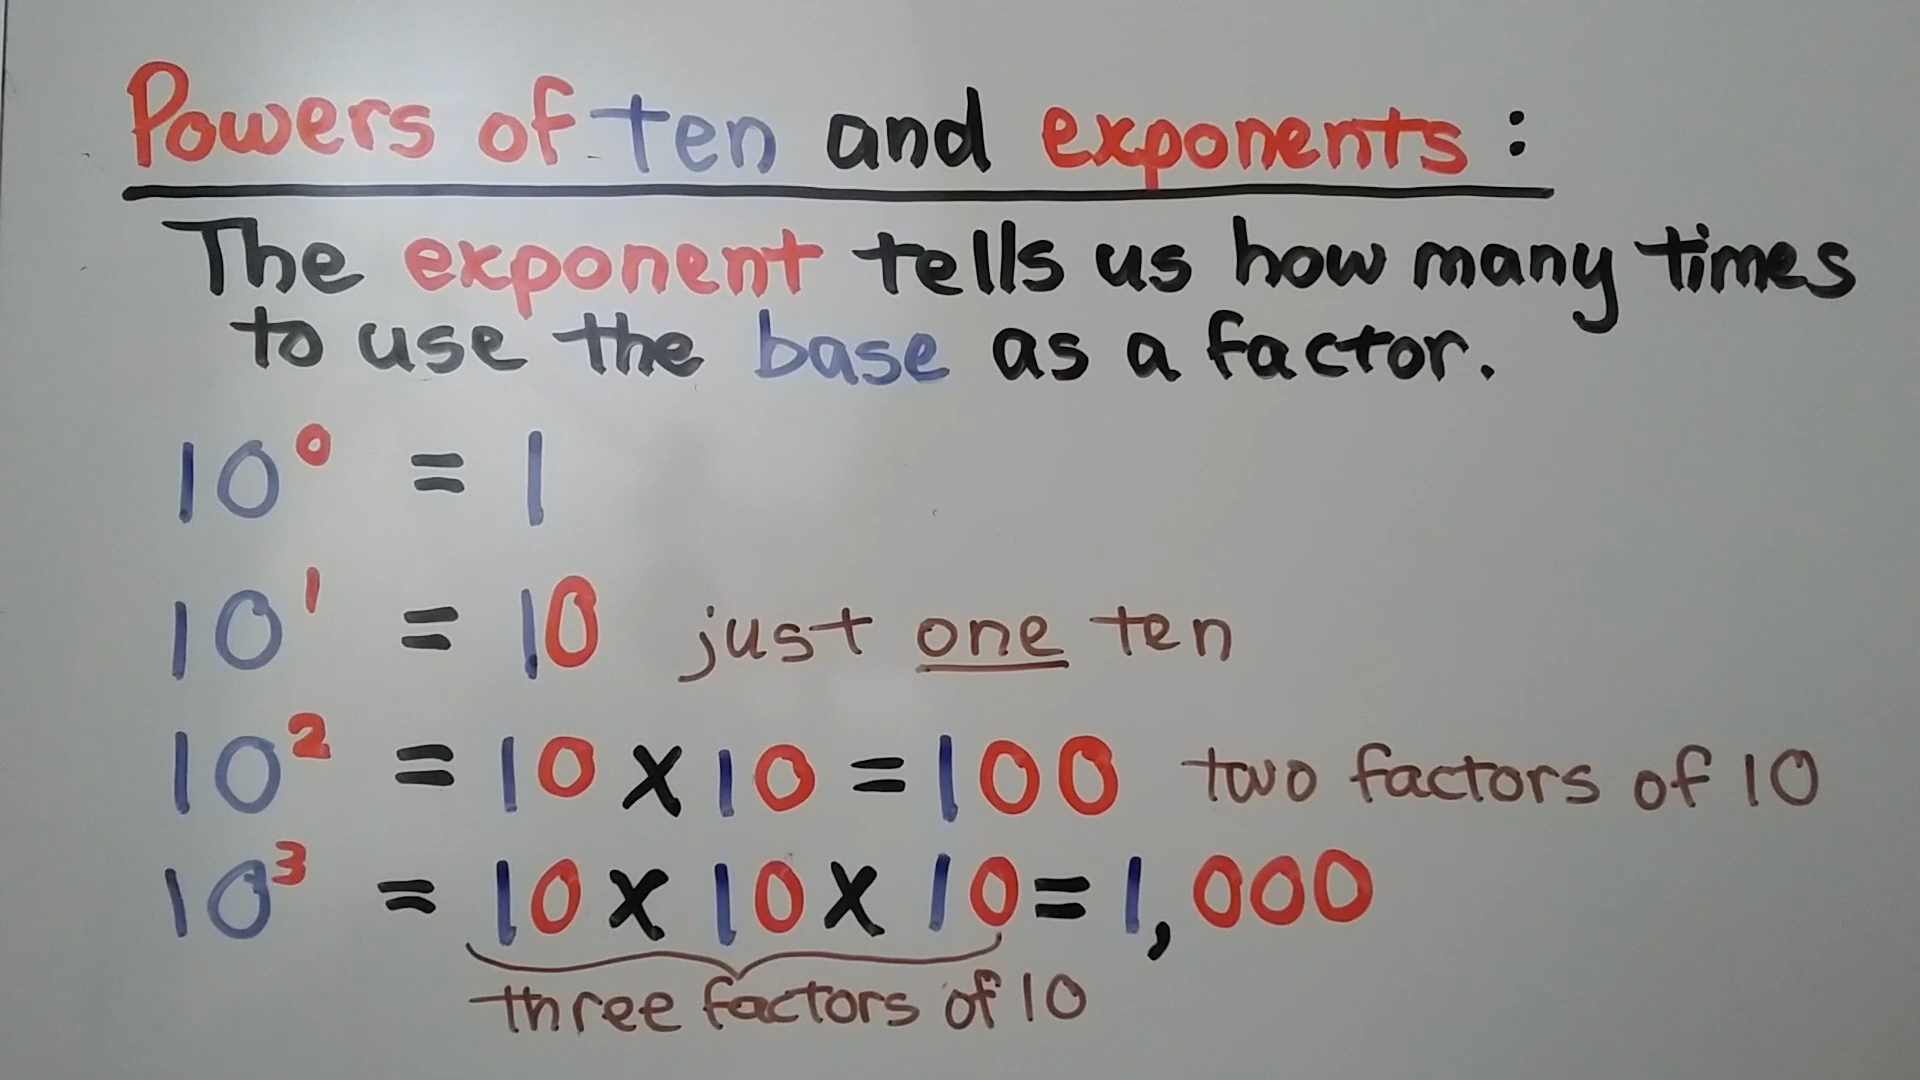 Powers of ten and exponents:
The exponent tells us how many times
to use the base as a factor.
10⁰ = 1
10¹ = 10 just one ten
10² = 10 x 10 = 100 two factors of 10
10³ = 10 x 10 x 10 = 1,000
three factors of 10